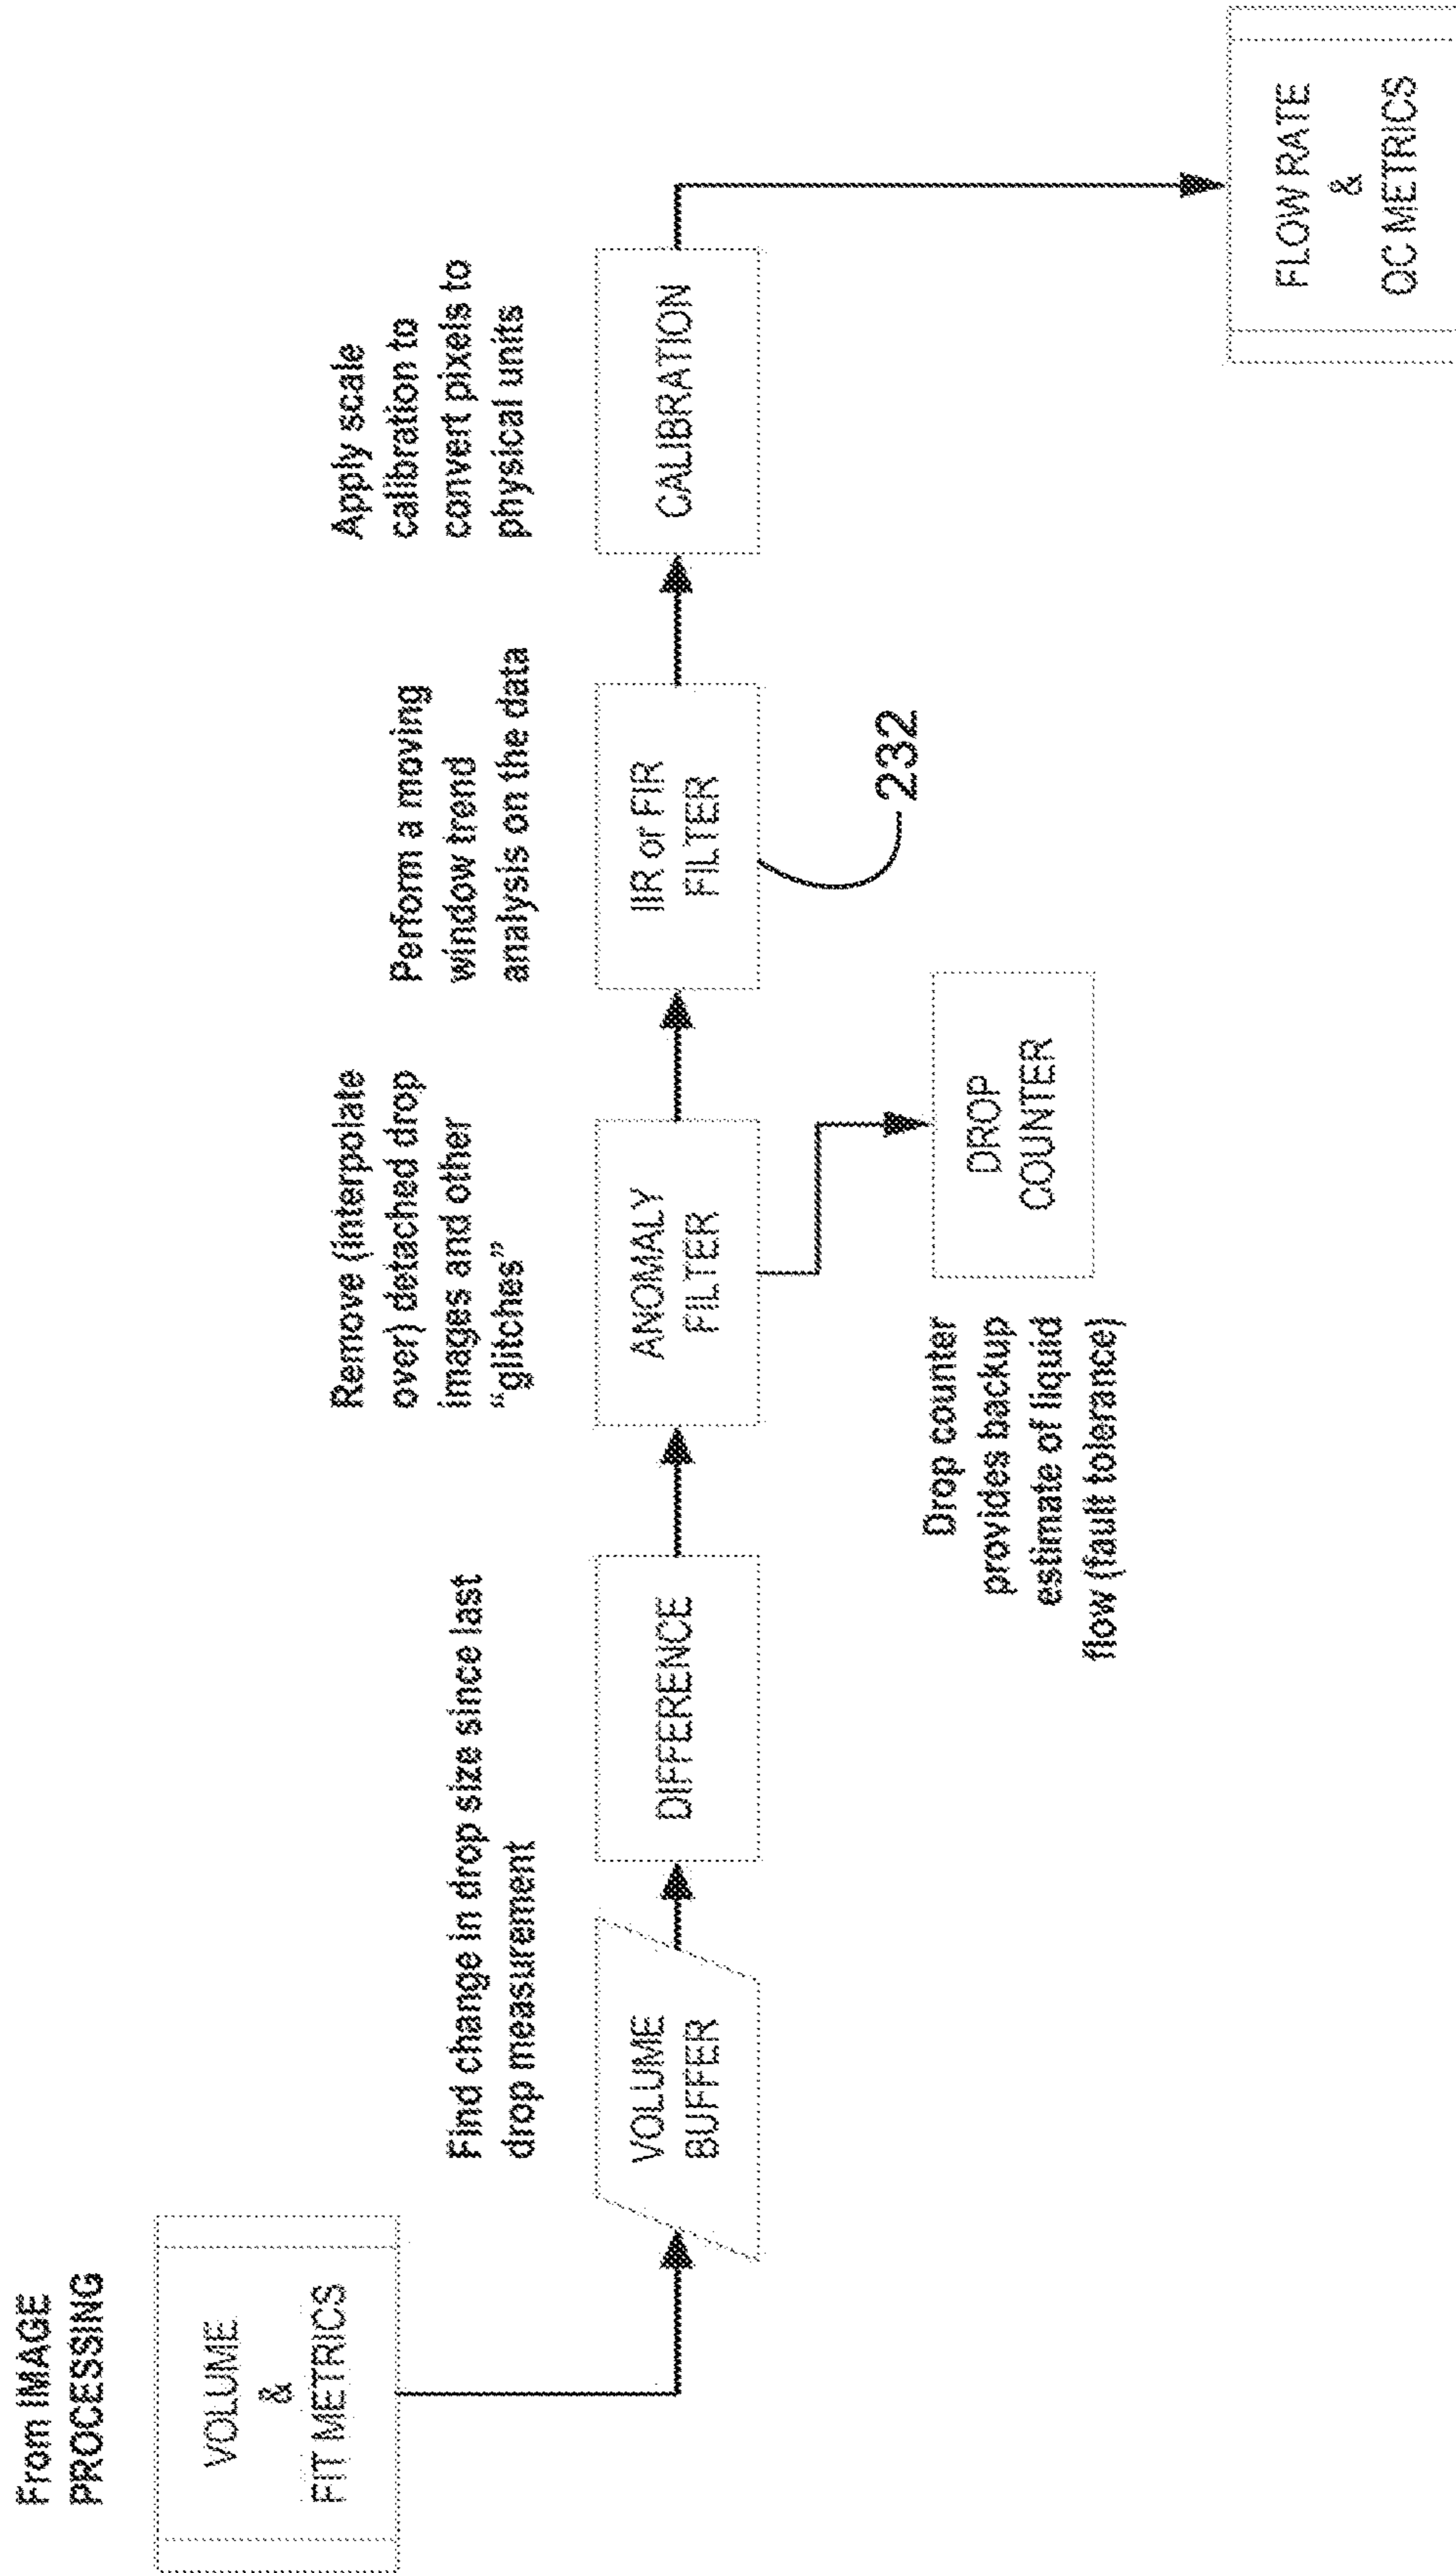 From IMAGE
PROCESSING
VOLUME
&
FIT METRICS
Find change in drop size since last
drop measurement
VOLUME
BUFFER
DIFFERENCE
Remove (interpolate
over) detached drop
images and other
“glitches”
ANOMALY
FILTER
Drop counter
provides backup
estimate of liquid
flow (fault tolerance)
DROP
COUNTER
Perform a moving
window trend
analysis on the data
IIR or FIR
FILTER
232
Apply scale
calibration to
convert pixels to
physical units
CALIBRATION
FLOW RATE
&
QC METRICS